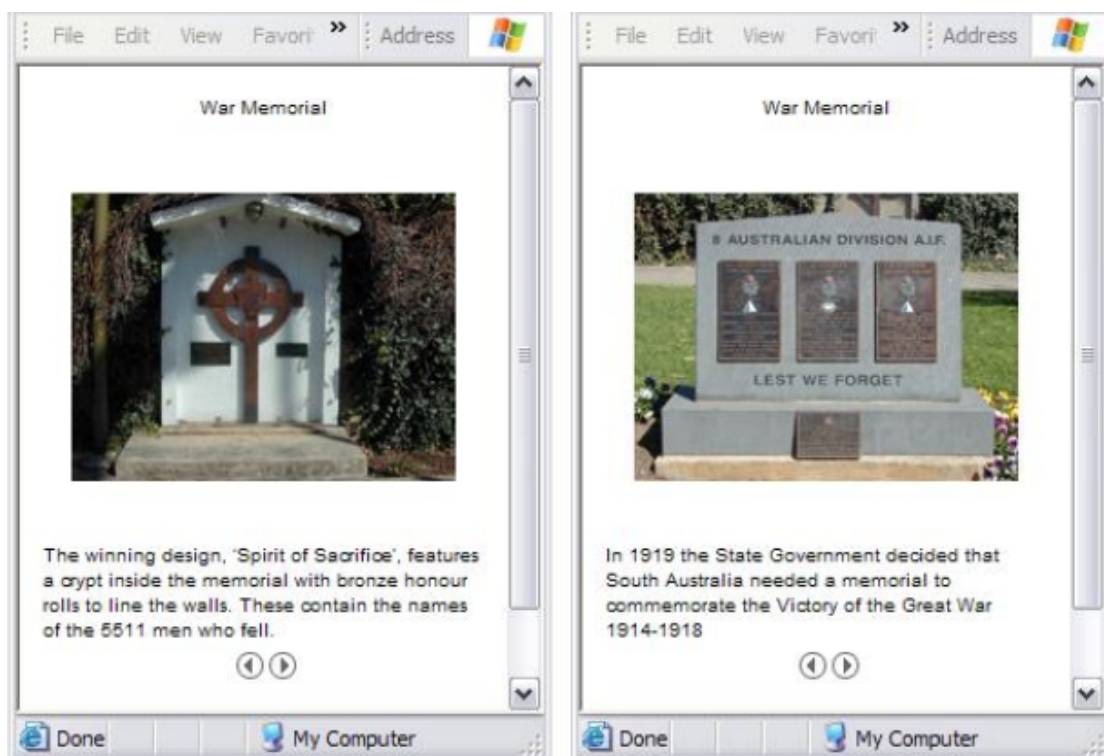 File Edit View Favori » Address
War Memorial
The winning design, 'Spirit of Sacrifice', features
a crypt inside the memorial with bronze honour
rolls to line the walls. These contain the names
of the 5511 men who fell.
Done My Computer
File Edit View Favori » Address
War Memorial
8 AUSTRALIAN DIVISION A.I.F.
LEST WE FORGET
In 1919 the State Government decided that
South Australia needed a memorial to
commemorate the Victory of the Great War
1914-1918
Done My Computer